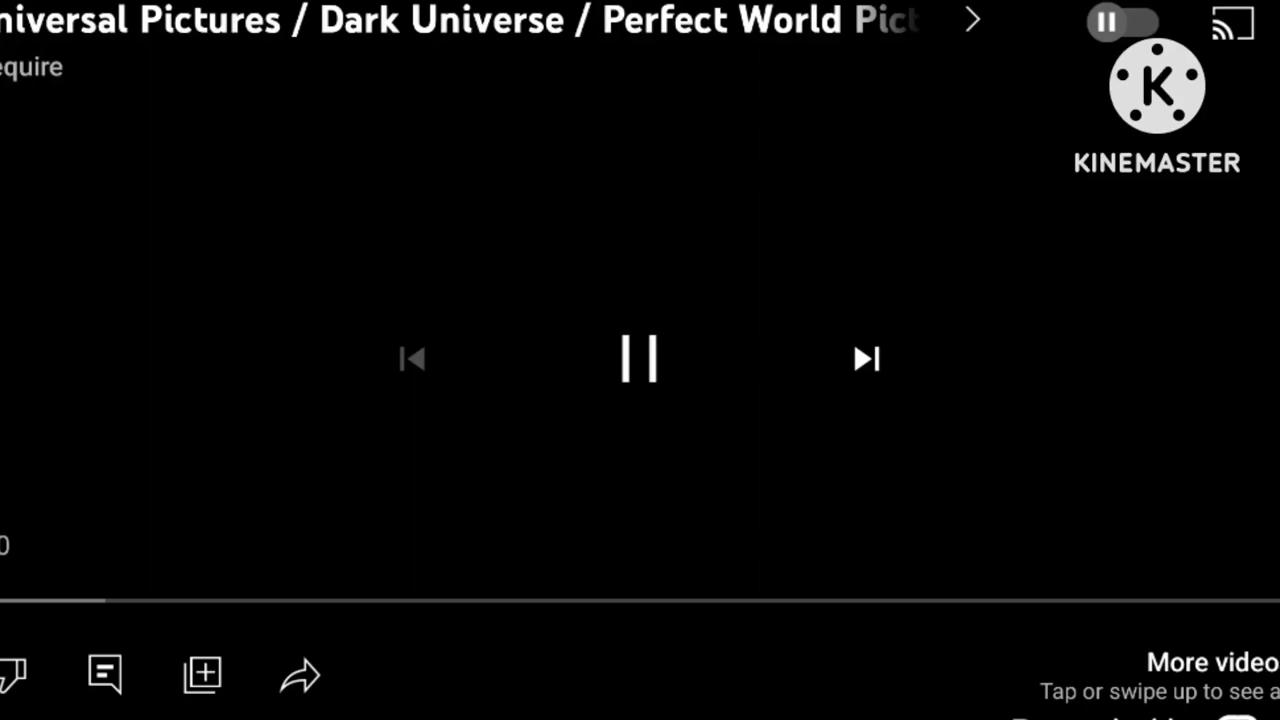 niversal Pictures / Dark Universe / Perfect World Pict
equire
K
KINEMASTER
0
More video
Tap or swipe up to see a